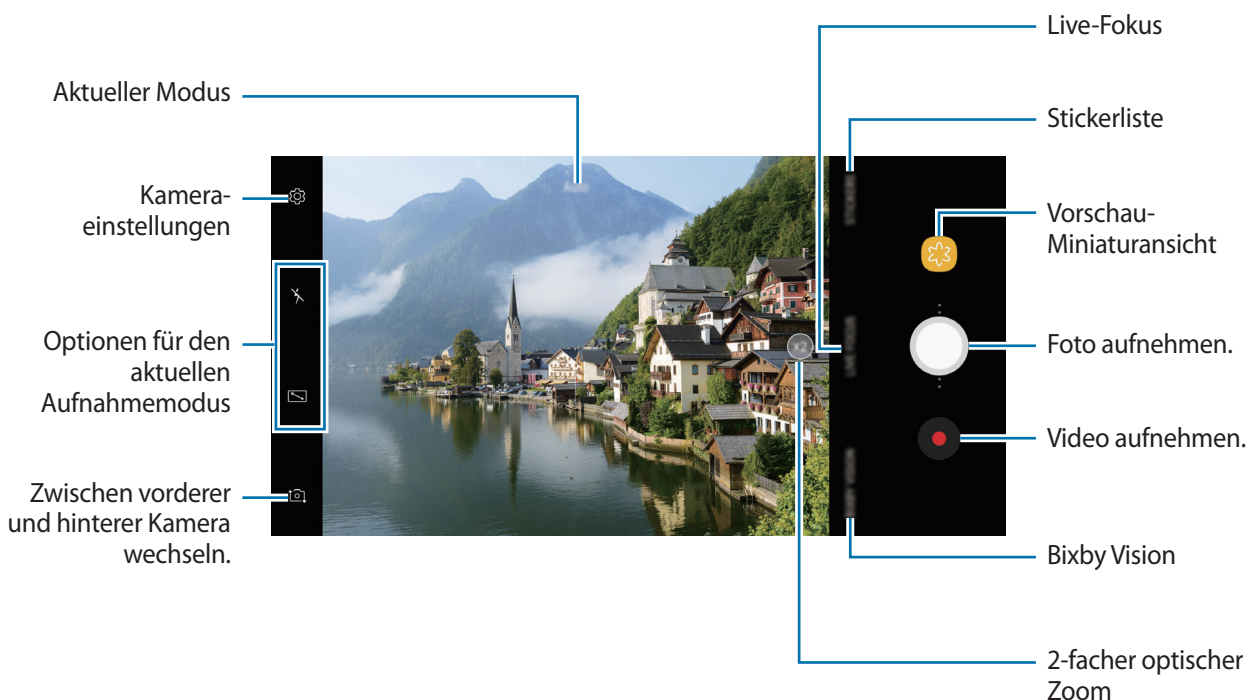 Live-Fokus
Aktueller Modus
Stickerliste
Kamera-
einstellungen
Vorschau-
Miniaturansicht
Optionen für den
aktuellen
Aufnahmemodus
Foto aufnehmen.
Video aufnehmen.
Zwischen vorderer
und hinterer Kamera
wechseln.
Bixby Vision
2-facher optischer
Zoom
x2